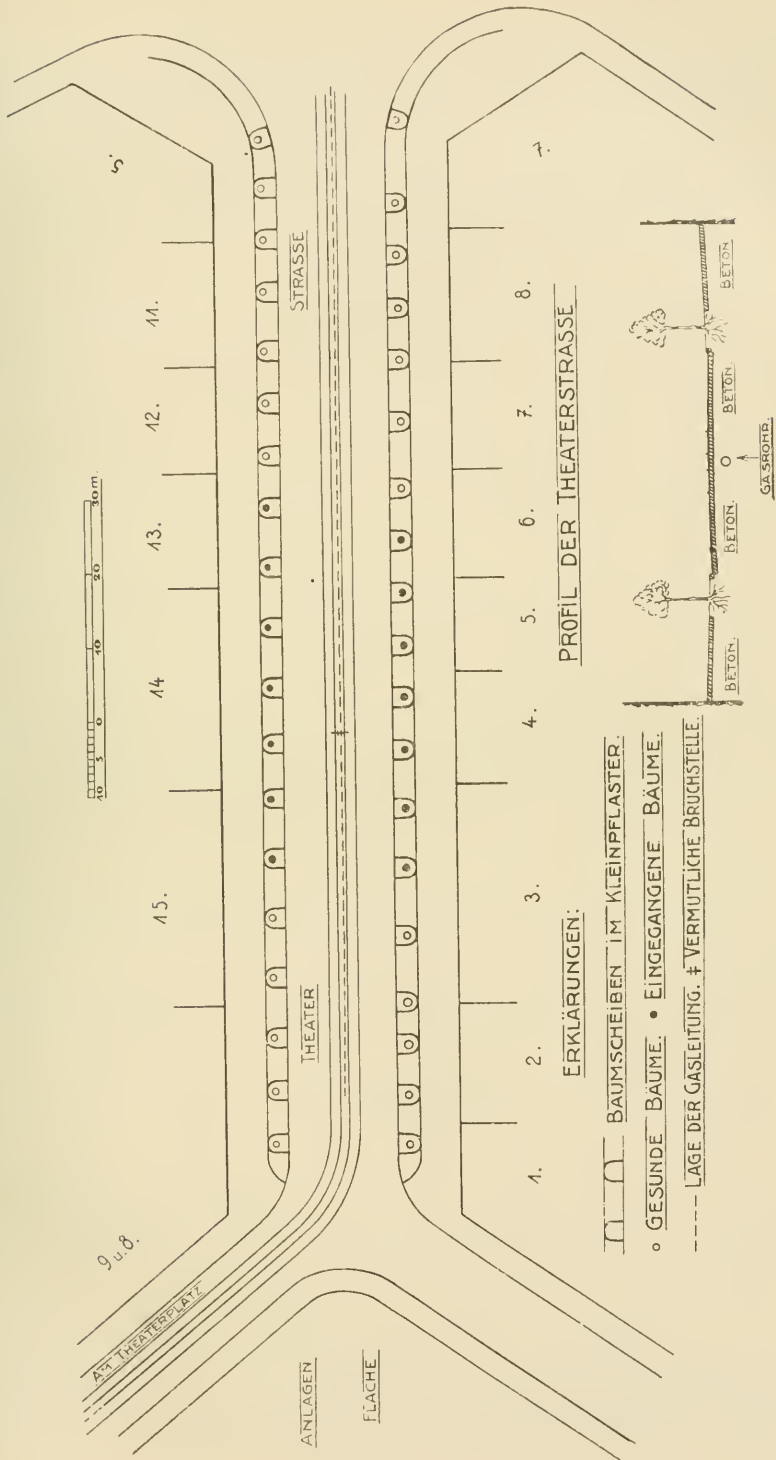 5.
11.
12.
13.
14
15.
9 u. 8.
10 5 0 10 20 30 m.
AM THEATERPLATZ
THEATER STRASSE
ANLAGEN
FLÄCHE
1. 2. 3. 4. 5. 6. 7. 8. 7.
ERKLÄRUNGEN:
BAUMSCHEIBEN IM KLEINPFLASTER.
GESUNDE BÄUME. • EINGEGANGENE BÄUME.
---- LAGE DER GASLEITUNG. ‡ VERMUTLICHE BRUCHSTELLE.
PROFIL DER THEATERSTRASSE
BETON. BETON. BETON. BETON
GASROHR.